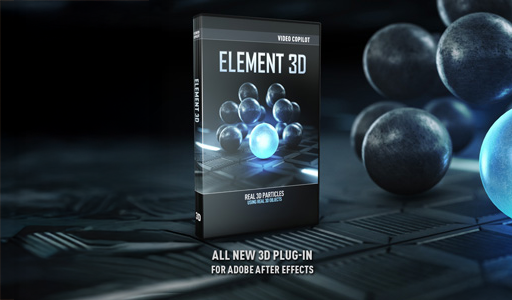 VIDEO COPILOT
ELEMENT 3D
ELEMENT 3D
REAL 3D PARTICLES
USING REAL 3D OBJECTS
3D
ALL NEW 3D PLUG-IN
FOR ADOBE AFTER EFFECTS